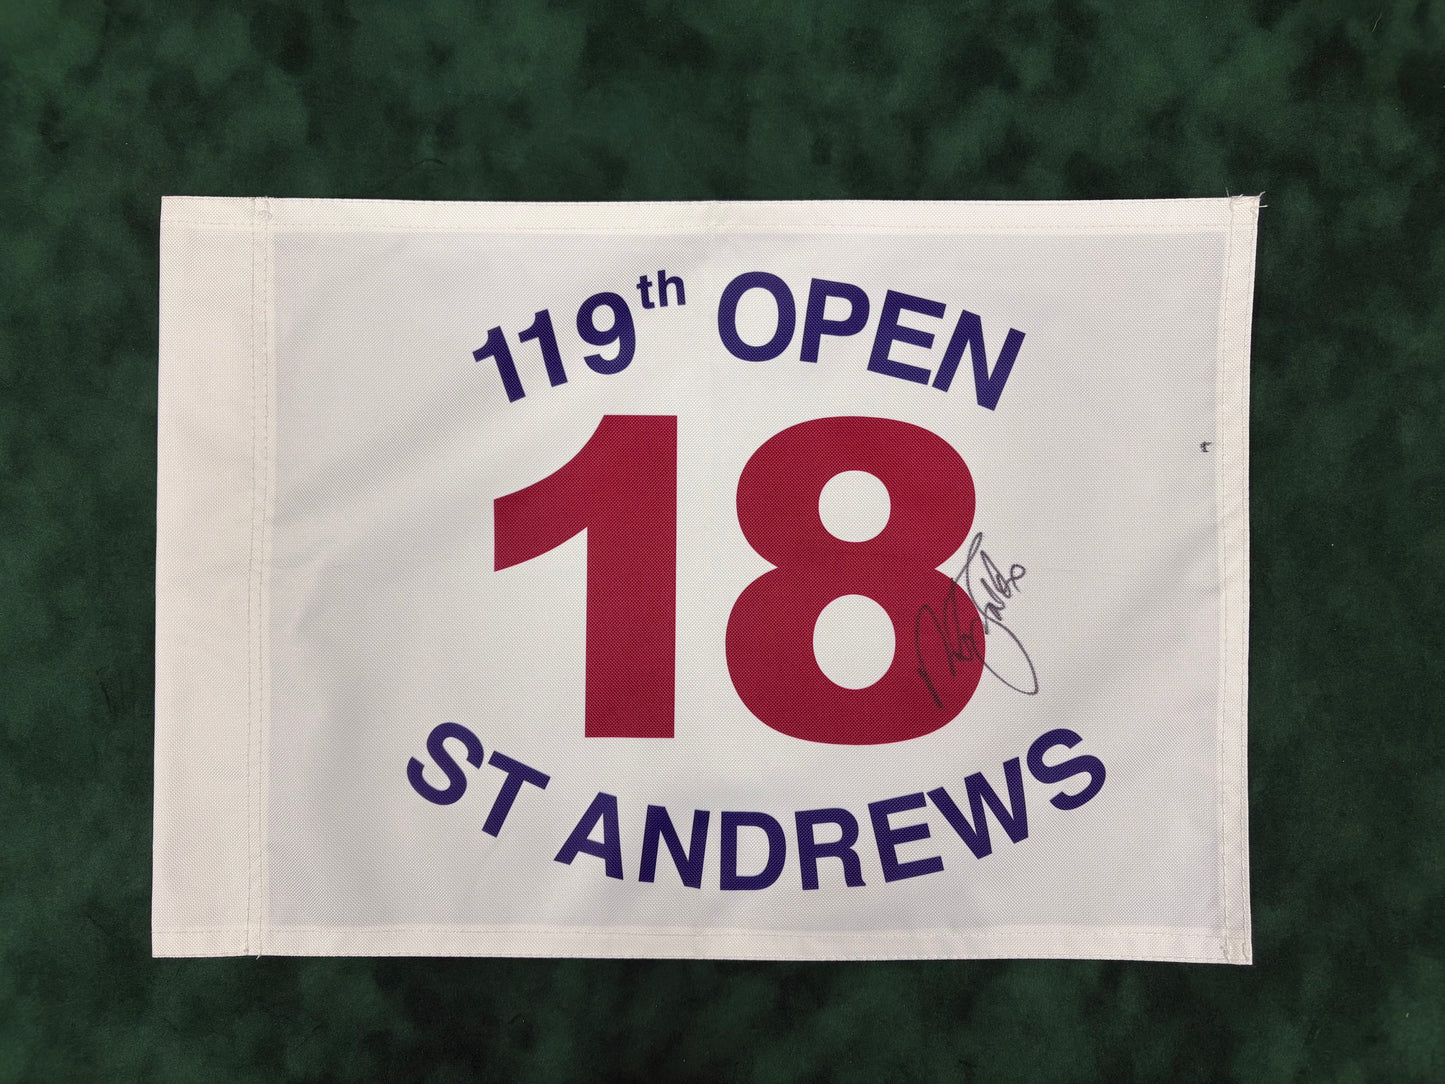 119th OPEN
18
ST ANDREWS